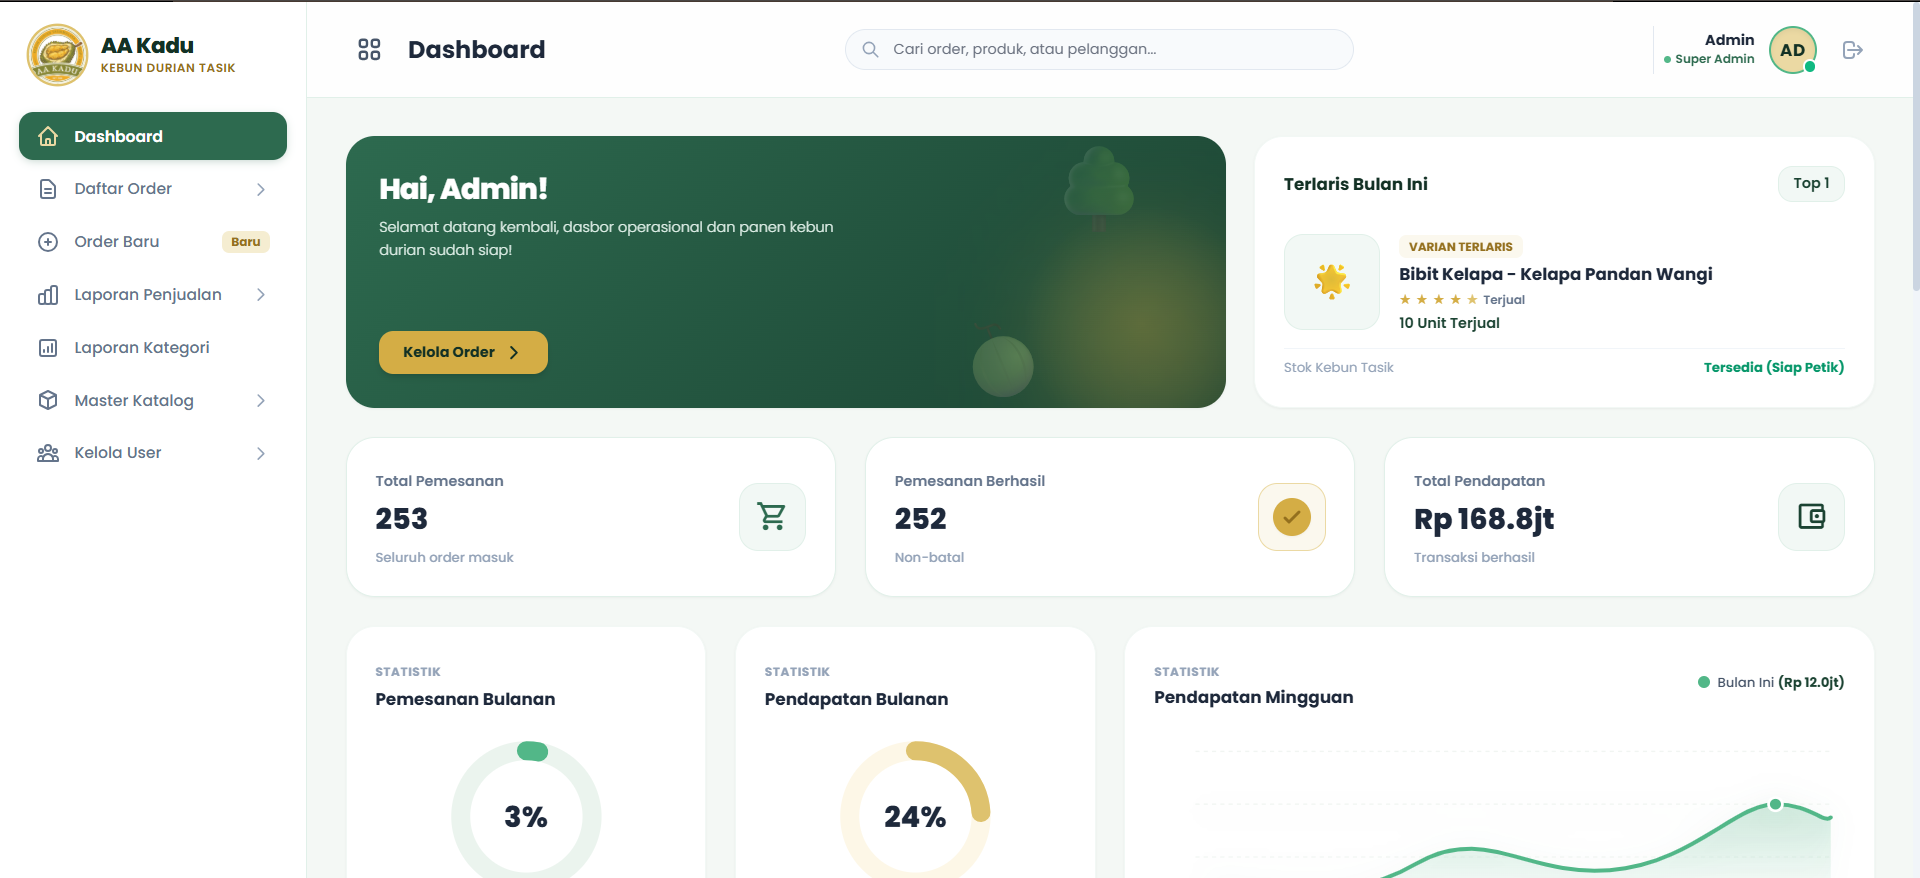 AA Kadu
KEBUN DURIAN TASIK
AA KADU
Dashboard
Daftar Order
Order Baru
Baru
Laporan Penjualan
Laporan Kategori
Master Katalog
Kelola User
Dashboard
Cari order, produk, atau pelanggan...
Admin
Super Admin
AD
Hai, Admin!
Selamat datang kembali, dasbor operasional dan panen kebun
durian sudah siap!
Kelola Order
Terlaris Bulan Ini
Top 1
VARIAN TERLARIS
Bibit Kelapa - Kelapa Pandan Wangi
★ ★ ★ ★ ★ Terjual
10 Unit Terjual
Stok Kebun Tasik
Tersedia (Siap Petik)
Total Pemesanan
253
Seluruh order masuk
Pemesanan Berhasil
252
Non-batal
Total Pendapatan
Rp 168.8jt
Transaksi berhasil
STATISTIK
Pemesanan Bulanan
3%
STATISTIK
Pendapatan Bulanan
24%
STATISTIK
Pendapatan Mingguan
Bulan Ini (Rp 12.0jt)